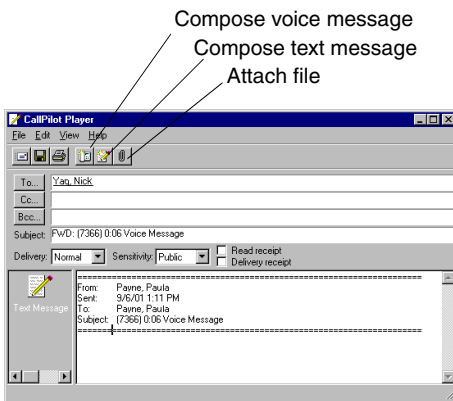 Compose voice message
Compose text message
Attach file
CallPilot Player
File Edit View Help
To... Yaq, Nick
Cc...
Bcc...
Subject: FWD: (7366) 0:06 Voice Message
Delivery: Normal Sensitivity: Public Read receipt
Delivery receipt
Text Message
================================================================
From: Payne, Paula
Sent: 9/6/01 1:11 PM
To: Payne, Paula
Subject: (7366) 0:06 Voice Message
================================================================